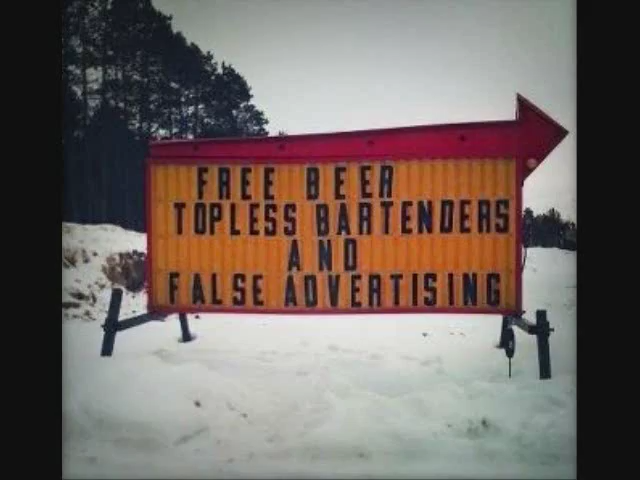 FREE BEER
TOPLESS BARTENDERS
AND
FALSE ADVERTISING